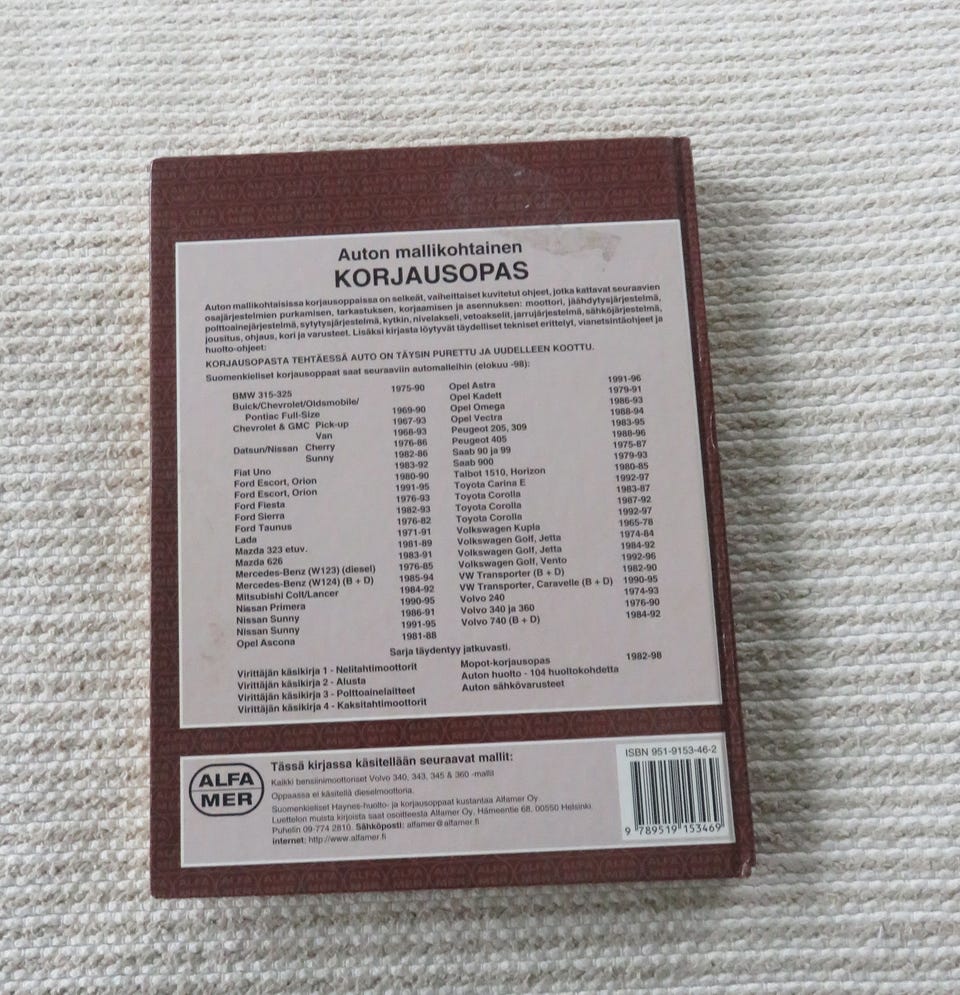 ALFA MER
Auton mallikohtainen
KORJAUSOPAS
Auton mallikohtaisissa korjausoppaissa on selkeät, vaiheittaiset kuvitetut ohjeet, jotka kattavat seuraavien
osajärjestelmien purkamisen, tarkastuksen, korjaamisen ja asennuksen: moottori, jäähdytysjärjestelmä,
polttoainejärjestelmä, sytytysjärjestelmä, kytkin, nivelakseli, vetoakselit, jarrujärjestelmä, sähköjärjestelmä,
jousitus, ohjaus, kori ja varusteet. Lisäksi kirjasta löytyvät täydelliset tekniset erittelyt, vianetsintäohjeet ja
huolto-ohjeet:
KORJAUSOPASTA TEHTÄESSÄ AUTO ON TÄYSIN PURETTU JA UUDELLEEN KOOTTU.
Suomenkieliset korjausoppaat saat seuraaviin automalleihin (elokuu -98):
BMW 315-325 1975-90
Buick/Chevrolet/Oldsmobile/
Pontiac Full-Size 1969-90
Chevrolet & GMC Pick-up 1967-93
Van 1968-93
Datsun/Nissan Cherry 1976-86
Sunny 1982-86
Fiat Uno 1983-92
Ford Escort, Orion 1980-90
Ford Escort, Orion 1991-95
Ford Fiesta 1976-93
Ford Sierra 1982-93
Ford Taunus 1976-82
Lada 1971-91
Mazda 323 etuv. 1981-89
Mazda 626 1983-91
Mercedes-Benz (W123) (diesel) 1976-85
Mercedes-Benz (W124) (B + D) 1985-94
Mitsubishi Colt/Lancer 1984-92
Nissan Primera 1990-95
Nissan Sunny 1986-91
Nissan Sunny 1991-95
Opel Ascona 1981-88
Opel Astra 1991-96
Opel Kadett 1979-91
Opel Omega 1986-93
Opel Vectra 1988-94
Peugeot 205, 309 1983-95
Peugeot 405 1988-96
Saab 90 ja 99 1975-87
Saab 900 1979-93
Talbot 1510, Horizon 1980-85
Toyota Carina E 1992-97
Toyota Corolla 1983-87
Toyota Corolla 1987-92
Toyota Corolla 1992-97
Volkswagen Kupla 1965-78
Volkswagen Golf, Jetta 1974-84
Volkswagen Golf, Jetta 1984-92
Volkswagen Golf, Vento 1992-96
VW Transporter (B + D) 1982-90
VW Transporter, Caravelle (B + D) 1990-95
Volvo 240 1974-93
Volvo 340 ja 360 1976-90
Volvo 740 (B + D) 1984-92
Sarja täydentyy jatkuvasti.
Virittäjän käsikirja 1 - Nelitahtimoottorit
Virittäjän käsikirja 2 - Alusta
Virittäjän käsikirja 3 - Polttoainelaitteet
Virittäjän käsikirja 4 - Kaksitahtimoottorit
Mopot-korjausopas 1982-98
Auton huolto - 104 huoltokohdetta
Auton sähkövarusteet
ALFA
MER
Tässä kirjassa käsitellään seuraavat mallit:
Kaikki bensiinimoottoriset Volvo 340, 343, 345 & 360 -mallit
Oppaassa ei käsitellä dieselmoottoria.
Suomenkieliset Haynes-huolto- ja korjausoppaat kustantaa Alfamer Oy.
Luettelon muista kirjoista saat osoitteesta Alfamer Oy, Hämeentie 68, 00550 Helsinki.
Puhelin 09-774 2810. Sähköposti: alfamer@alfamer.fi
Internet: http://www.alfamer.fi
ISBN 951-9153-46-2
9 789519 153469